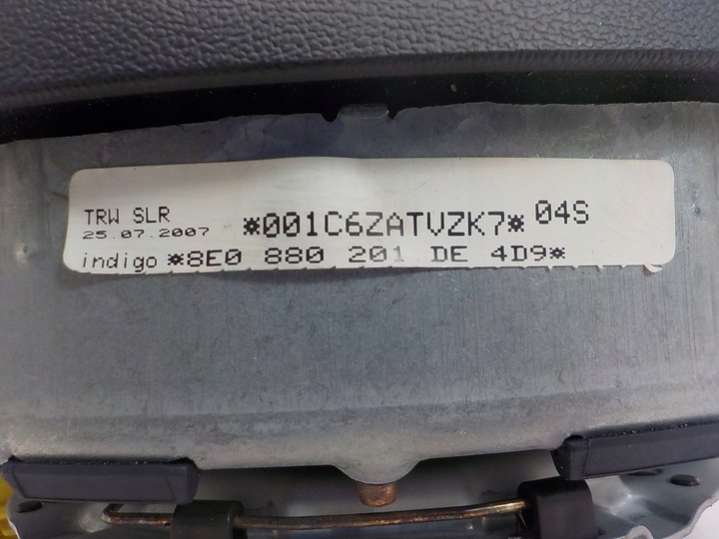 TRW SLR *001C6ZATVZK7* 04S
25.07.2007
indigo *8E0 880 201 DE 4D9*